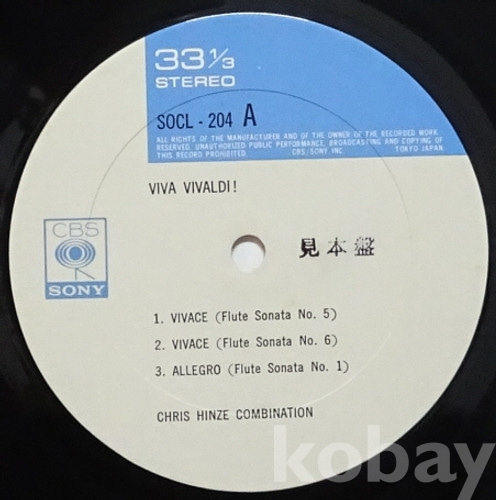 33 1/3
STEREO
SOCL - 204 A
ALL RIGHTS OF THE MANUFACTURER AND OF THE OWNER OF THE RECORDED WORK
RESERVED. UNAUTHORIZED PUBLIC PERFORMANCE, BROADCASTING AND COPYING OF
THIS RECORD PROHIBITED. CBS/SONY INC. TOKYO JAPAN.
VIVA VIVALDI!
CBS
SONY
見本盤
1. VIVACE (Flute Sonata No. 5)
2. VIVACE (Flute Sonata No. 6)
3. ALLEGRO (Flute Sonata No. 1)
CHRIS HINZE COMBINATION
kobay